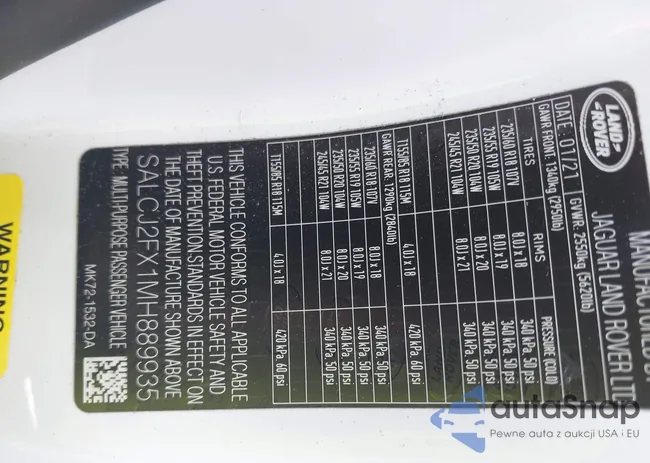 LAND
ROVER
MANUFACTURED BY
JAGUAR LAND ROVER LTD
DATE: 01/21 GVWR: 2550kg (5620lb)
GAWR FRONT: 1340kg (2950lb)
TIRES RIMS PRESSURE (COLD)
235/60 R18 107V 8.0J x 18 340 kPa, 50 psi
235/55 R19 105W 8.0J x 19 340 kPa, 50 psi
235/50 R20 104W 8.0J x 20 340 kPa, 50 psi
245/45 R21 104W 8.0J x 21 340 kPa, 50 psi
T155/85 R18 115M 4.0J x 18 420 kPa, 60 psi
GAWR REAR: 1290kg (2840lb)
235/60 R18 107V 8.0J x 18 340 kPa, 50 psi
235/55 R19 105W 8.0J x 19 340 kPa, 50 psi
235/50 R20 104W 8.0J x 20 340 kPa, 50 psi
245/45 R21 104W 8.0J x 21 340 kPa, 50 psi
T155/85 R18 115M 4.0J x 18 420 kPa, 60 psi
THIS VEHICLE CONFORMS TO ALL APPLICABLE
U.S. FEDERAL MOTOR VEHICLE SAFETY AND
THEFT PREVENTION STANDARDS IN EFFECT ON
THE DATE OF MANUFACTURE SHOWN ABOVE
SALCJ2FX1MH889935
TYPE: MULTI-PURPOSE PASSENGER VEHICLE
MK72-1532-DA
WARNING
LAND
ROVER
autoSnap
Pewne auta z aukcji USA i EU